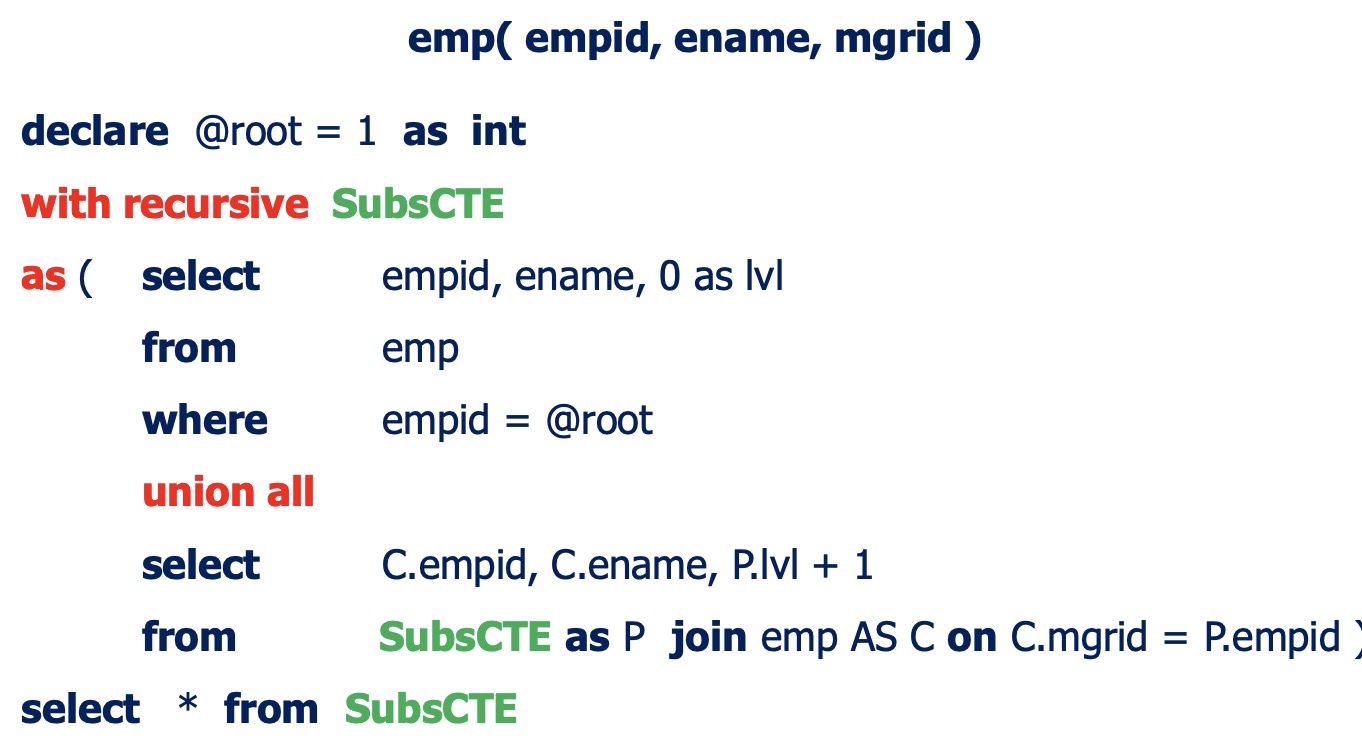 emp( empid, ename, mgrid )
declare @root = 1 as int
with recursive SubsCTE
as ( select empid, ename, 0 as lvl
from emp
where empid = @root
union all
select C.empid, C.ename, P.lvl + 1
from SubsCTE as P join emp AS C on C.mgrid = P.empid )
select * from SubsCTE